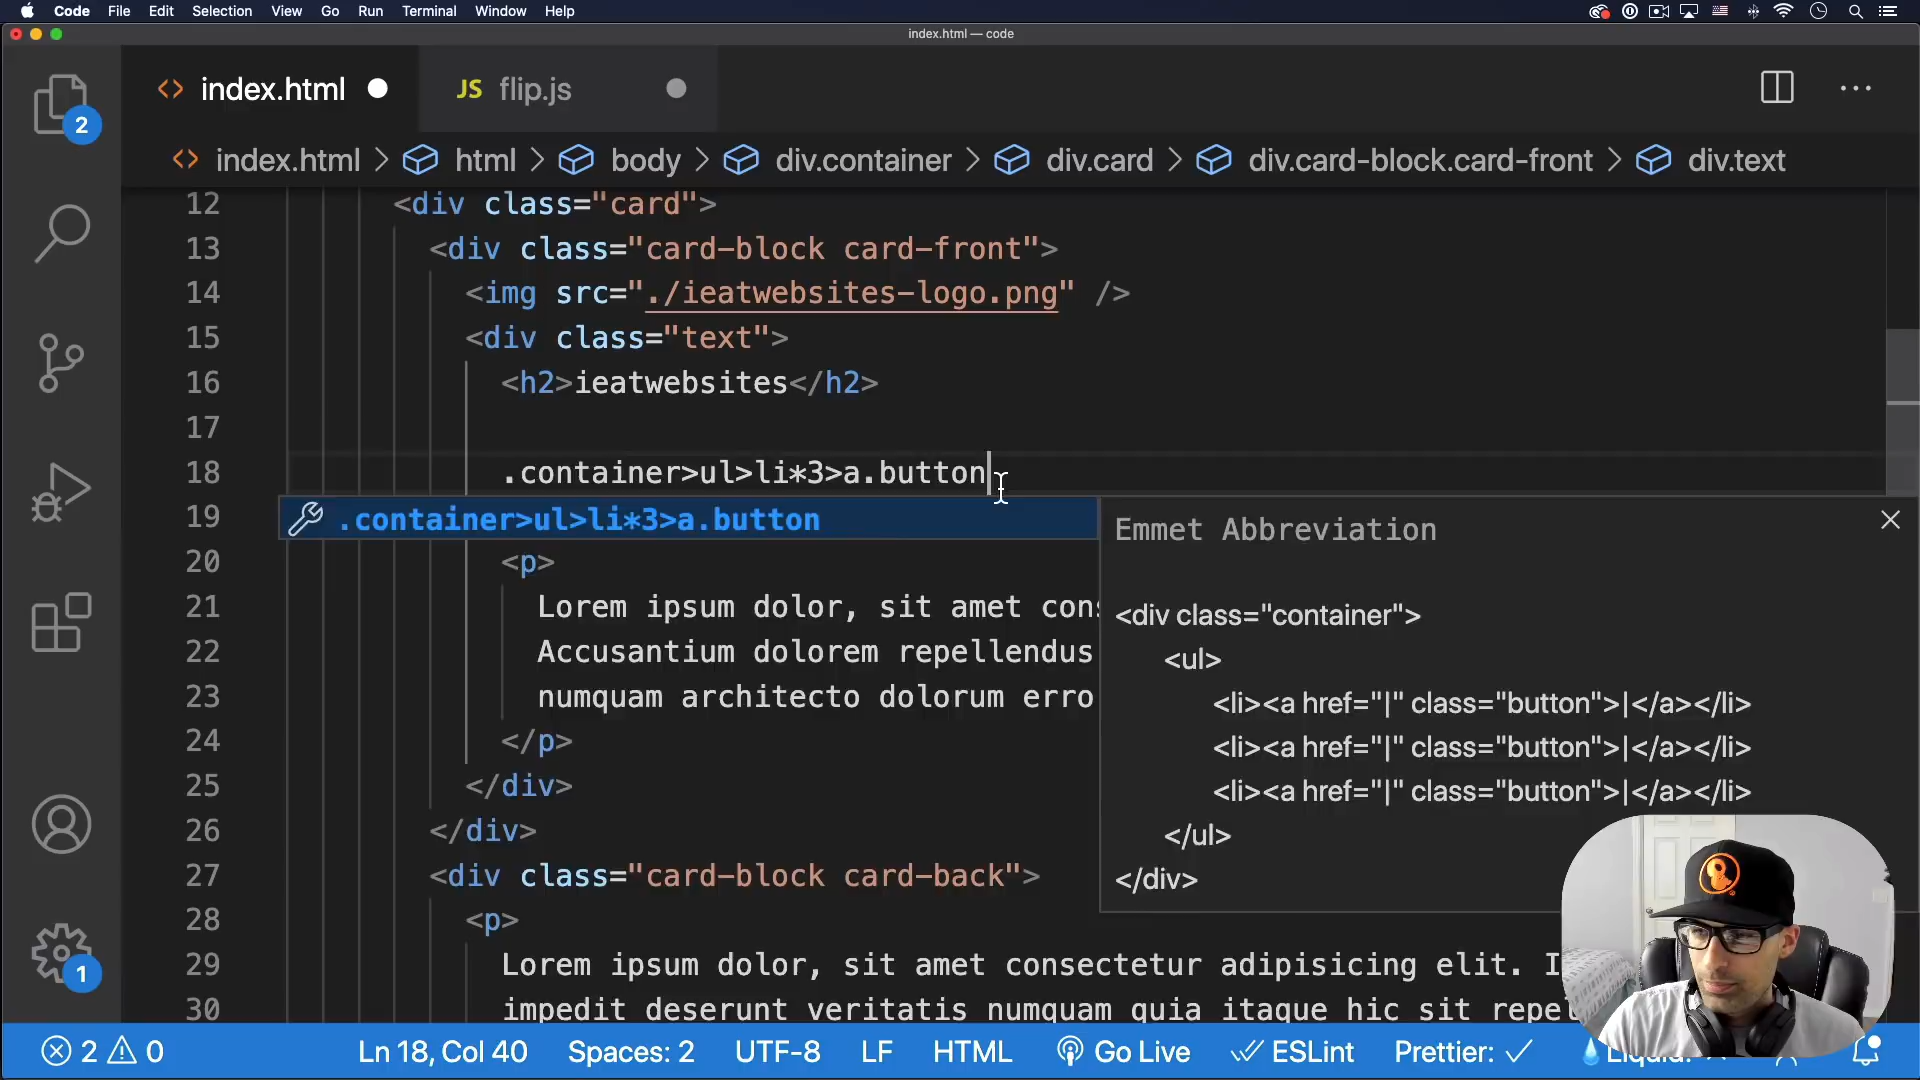 Code File Edit Selection View Go Run Terminal Window Help
index.html — code
index.html JS flip.js
2
index.html > html > body > div.container > div.card > div.card-block.card-front > div.text
12 <div class="card">
13 <div class="card-block card-front">
14 <img src="./ieatwebsites-logo.png" />
15 <div class="text">
16 <h2>ieatwebsites</h2>
17
18 .container>ul>li*3>a.button
19
.container>ul>li*3>a.button
20 <p>
21 Lorem ipsum dolor, sit amet
22 Accusantium dolorem repellendus
23 numquam architecto dolorum erro
24 </p>
25 </div>
26 </div>
27 <div class="card-block card-back">
28 <p>
29 Lorem ipsum dolor, sit amet consectetur adipisicing elit. I
30 impedit deserunt veritatis numquam quia itaque hic sit
Emmet Abbreviation
<div class="container">
<ul>
<li><a href="|" class="button">|</a></li>
<li><a href="|" class="button">|</a></li>
<li><a href="|" class="button">|</a></li>
</ul>
</div>
1
2 0 Ln 18, Col 40 Spaces: 2 UTF-8 LF HTML Go Live ESLint Prettier: ✓